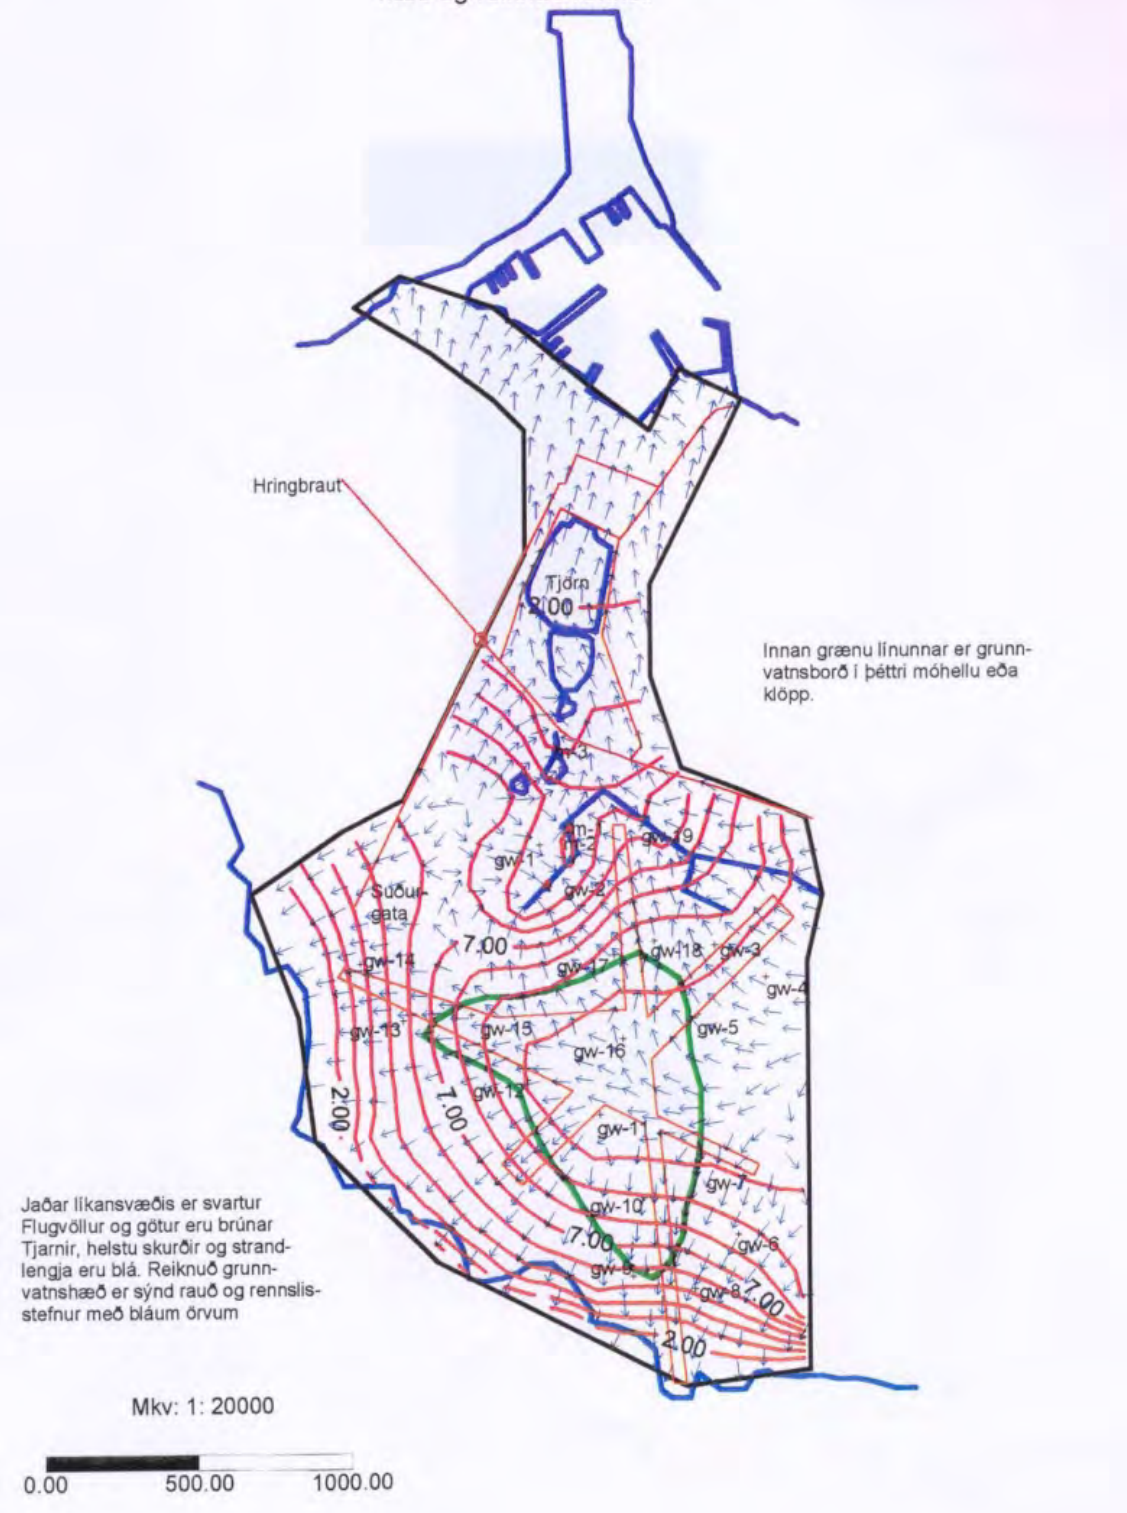 Hringbraut
Tjörn
2.00
Innan grænu línunnar er grunn-
vatnsborð í þéttri móhellu eða
klöpp.
m-3
m-1
m-2
gw-19
gw-1
gw-2
Suður-
gata
7.00
gw-18
gw-3
gw-14
gw-17
gw-4
gw-13
gw-15
gw-5
gw-16
gw-12
2.00
7.00
gw-11
gw-7
gw-10
7.00
gw-6
gw-9
gw-8
7.00
2.00
Jaðar líkansvæðis er svartur
Flugvöllur og götur eru brúnar
Tjarnir, helstu skurðir og strand-
lengja eru blá. Reiknuð grunn-
vatnshæð er sýnd rauð og rennslis-
stefnur með bláum örvum
Mkv: 1: 20000
0.00 500.00 1000.00